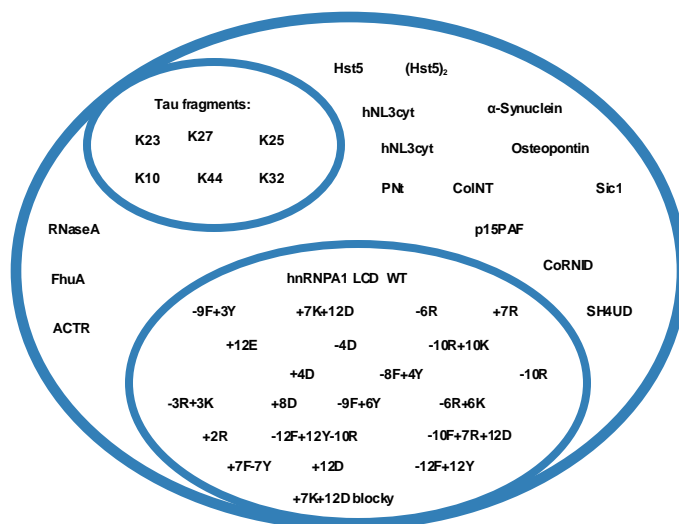 Hst5 (Hst5)₂
Tau fragments:
hNL3cyt α-Synuclein
K23 K27 K25
hNL3cyt Osteopontin
K10 K44 K32
PNt ColNT Sic1
RNaseA p15PAF
FhuA CoRNID
hnRNPA1 LCD WT
ACTR -9F+3Y +7K+12D -6R +7R SH4UD
+12E -4D -10R+10K
+4D -8F+4Y -10R
-3R+3K +8D -9F+6Y -6R+6K
+2R -12F+12Y-10R -10F+7R+12D
+7F-7Y +12D -12F+12Y
+7K+12D blocky